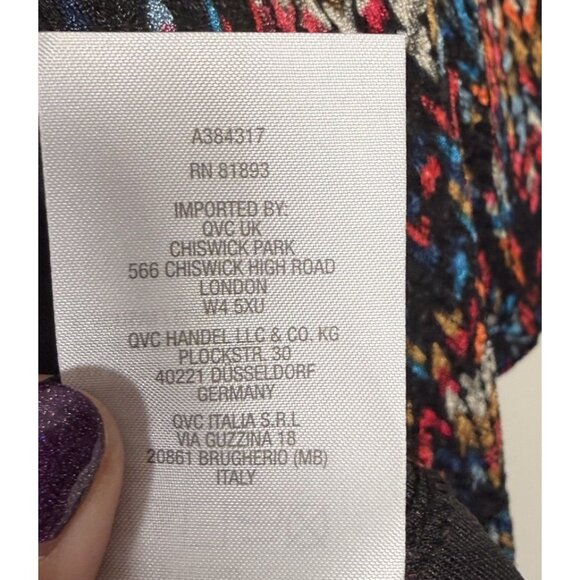 A384317
RN 81893
IMPORTED BY:
QVC UK
CHISWICK PARK
566 CHISWICK HIGH ROAD
LONDON
W4 5XU
QVC HANDEL LLC & CO. KG
PLOCKSTR. 30
40221 DÜSSELDORF
GERMANY
QVC ITALIA S.R.L
VIA GUZZINA 18
20861 BRUGHERIO (MB)
ITALY